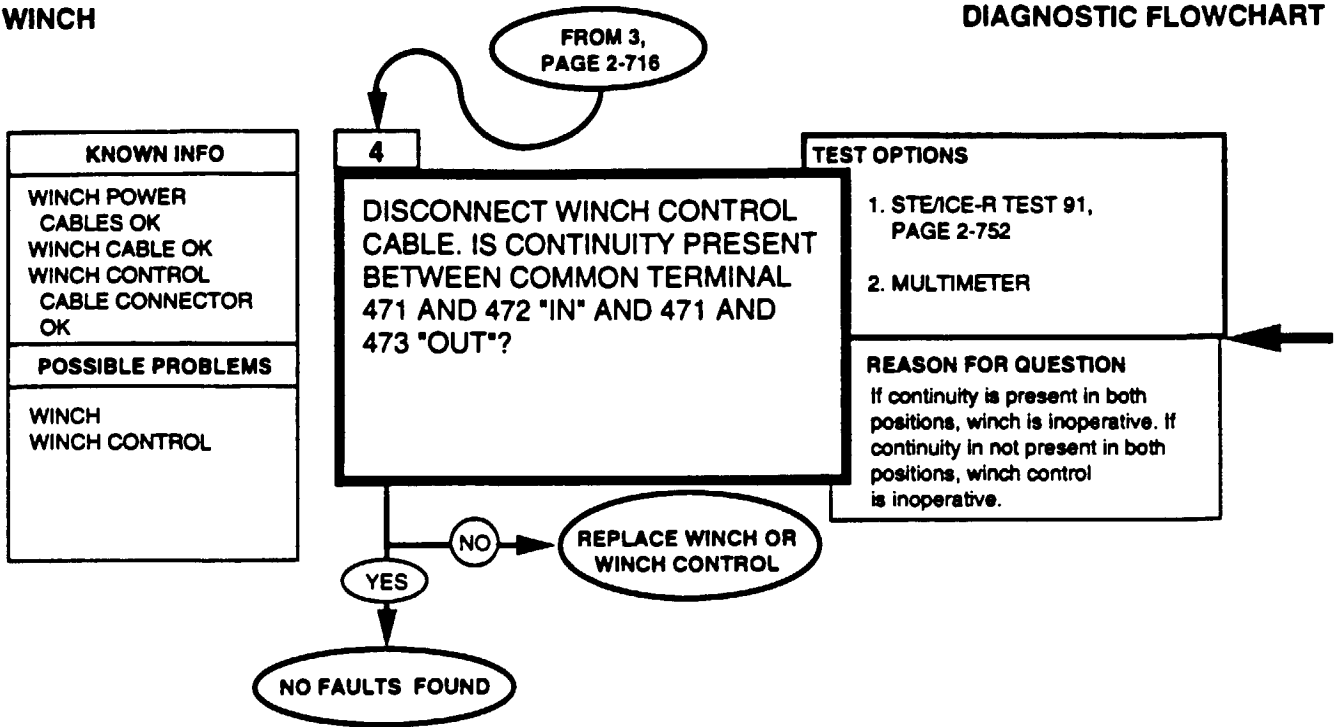 WINCH
DIAGNOSTIC FLOWCHART
FROM 3,
PAGE 2-716
KNOWN INFO
WINCH POWER
CABLES OK
WINCH CABLE OK
WINCH CONTROL
CABLE CONNECTOR
OK
POSSIBLE PROBLEMS
WINCH
WINCH CONTROL
4
DISCONNECT WINCH CONTROL
CABLE. IS CONTINUITY PRESENT
BETWEEN COMMON TERMINAL
471 AND 472 "IN" AND 471 AND
473 "OUT"?
TEST OPTIONS
1. STE/ICE-R TEST 91,
PAGE 2-752
2. MULTIMETER
REASON FOR QUESTION
If continuity is present in both
positions, winch is inoperative. If
continuity in not present in both
positions, winch control
is inoperative.
NO
REPLACE WINCH OR
WINCH CONTROL
YES
NO FAULTS FOUND